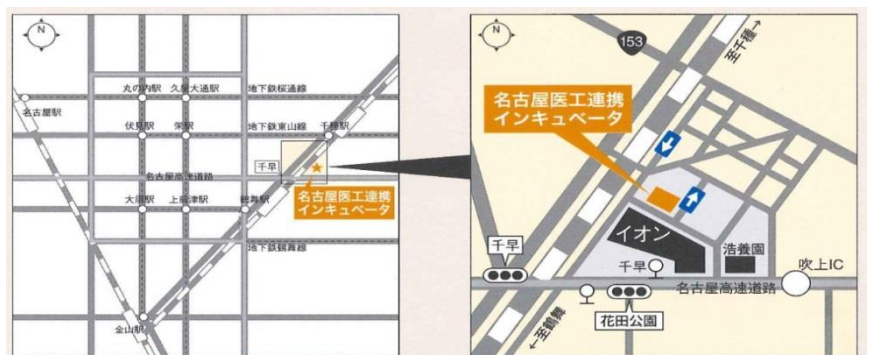 N
丸の内駅
久屋大通駅
地下鉄桜通線
名古屋駅
伏見駅
栄駅
地下鉄東山線
千種駅
千早
名古屋高速道路
名古屋医工連携
インキュベータ
大須駅
上前津駅
鶴舞駅
地下鉄鶴舞線
金山駅
N
153
至千種→
名古屋医工連携
インキュベータ
イオン
千早
浩養園
千早
吹上IC
名古屋高速道路
花田公園
←至鶴舞